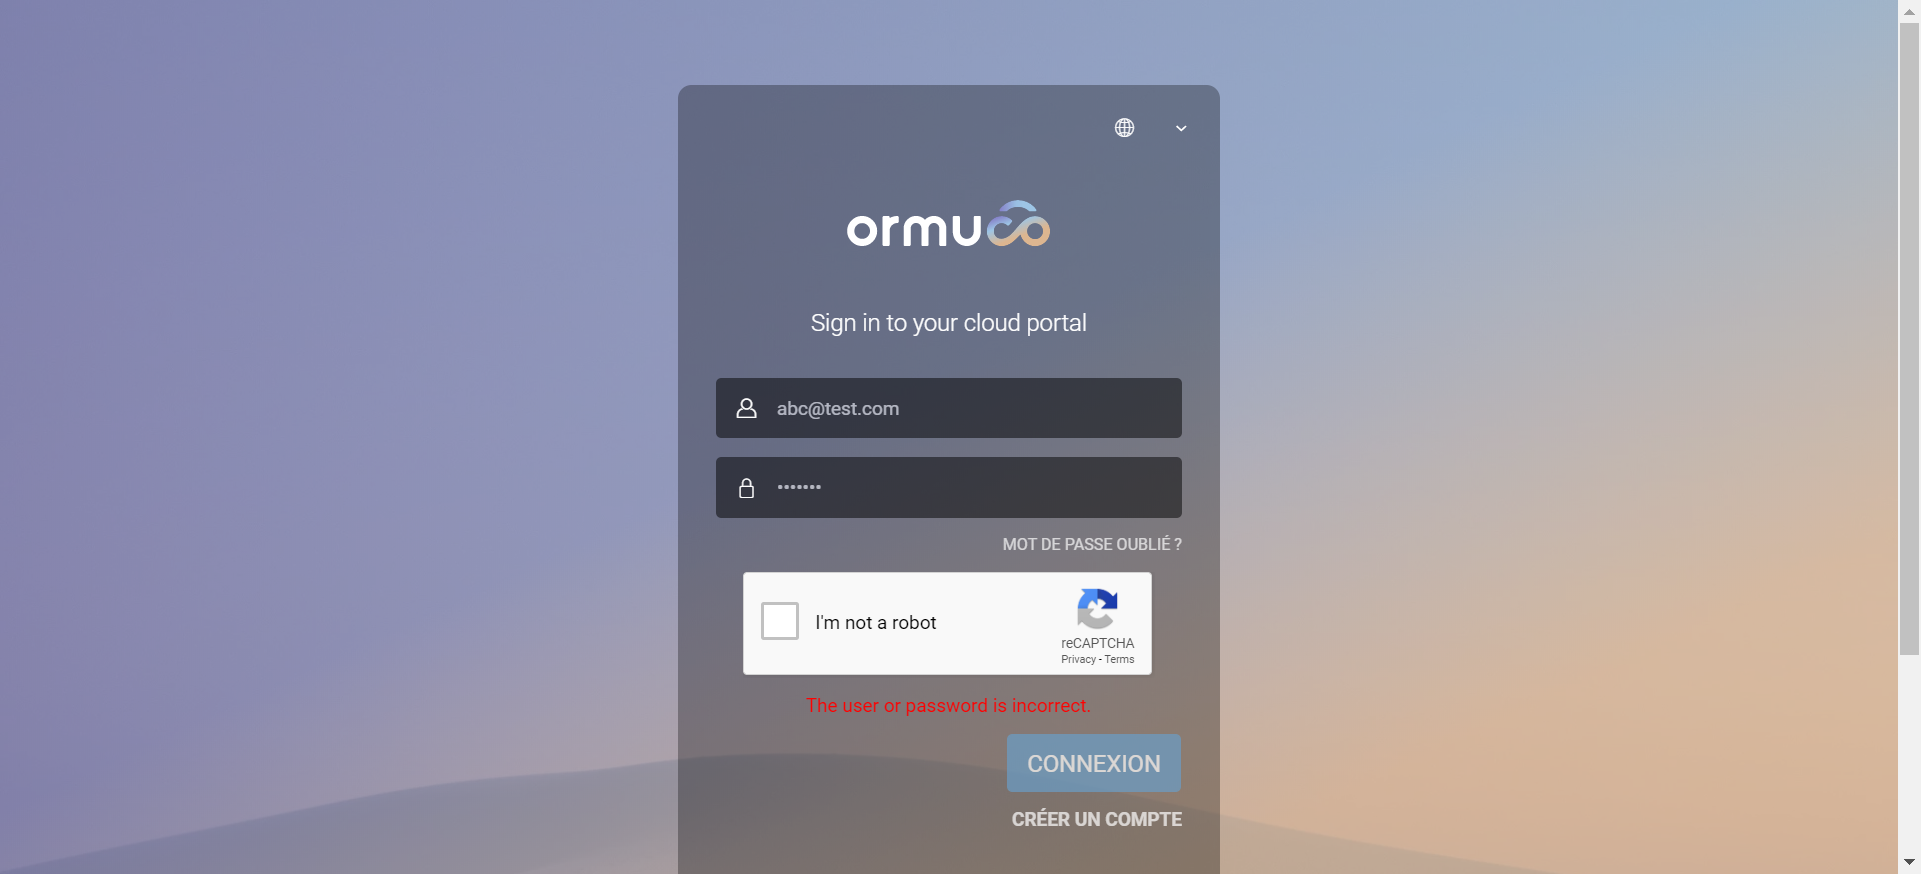 ormuco
Sign in to your cloud portal
abc@test.com
•••••••
MOT DE PASSE OUBLIÉ ?
I'm not a robot
reCAPTCHA
Privacy - Terms
The user or password is incorrect.
CONNEXION
CRÉER UN COMPTE